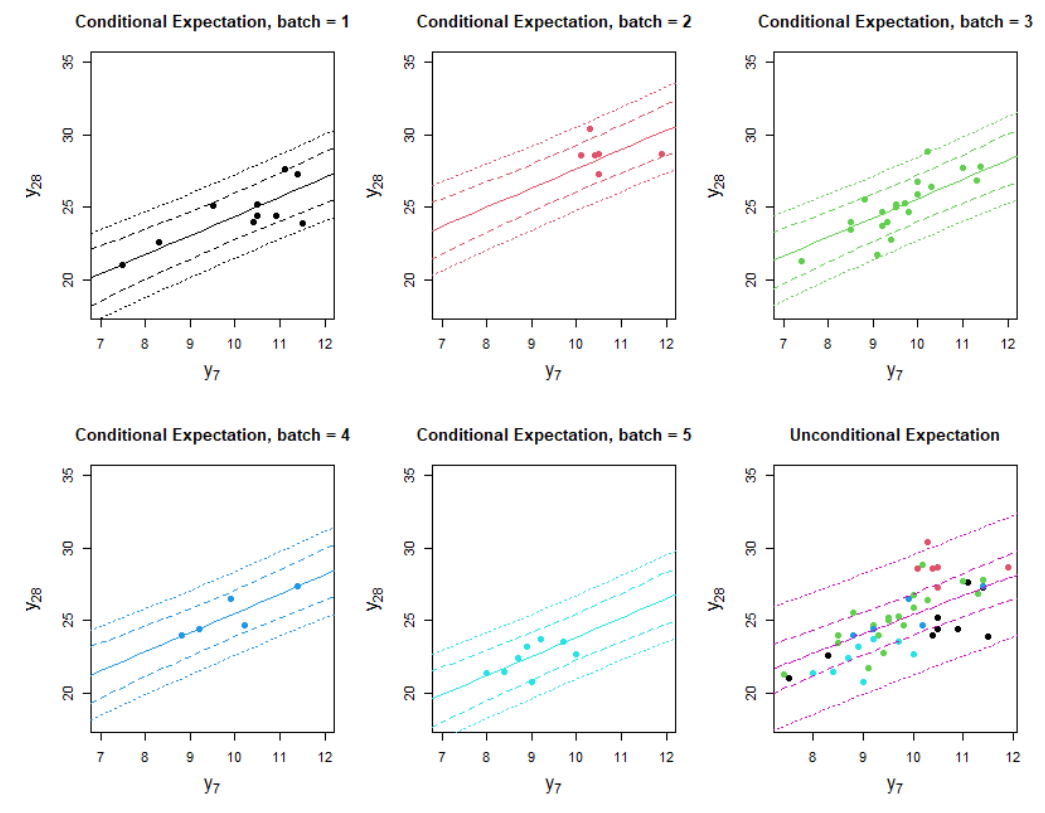 Conditional Expectation, batch = 1
35
30
25
20
y28
7 8 9 10 11 12
y7
Conditional Expectation, batch = 2
35
30
25
20
y28
7 8 9 10 11 12
y7
Conditional Expectation, batch = 3
35
30
25
20
y28
7 8 9 10 11 12
y7
Conditional Expectation, batch = 4
35
30
25
20
y28
7 8 9 10 11 12
y7
Conditional Expectation, batch = 5
35
30
25
20
y28
7 8 9 10 11 12
y7
Unconditional Expectation
35
30
25
20
y28
8 9 10 11 12
y7